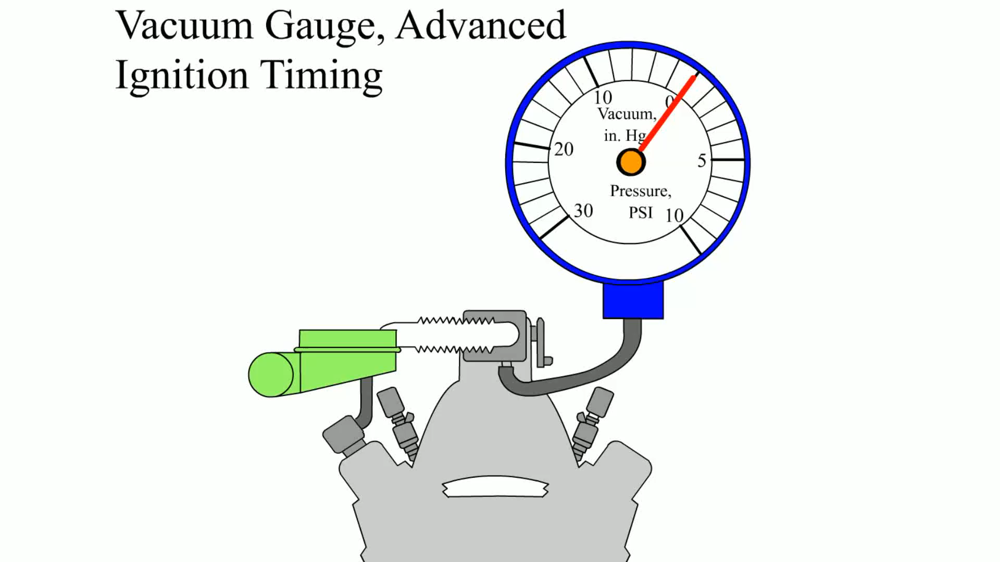 Vacuum Gauge, Advanced
Ignition Timing
10
0
Vacuum,
in. Hg
20
5
Pressure,
30
PSI
10